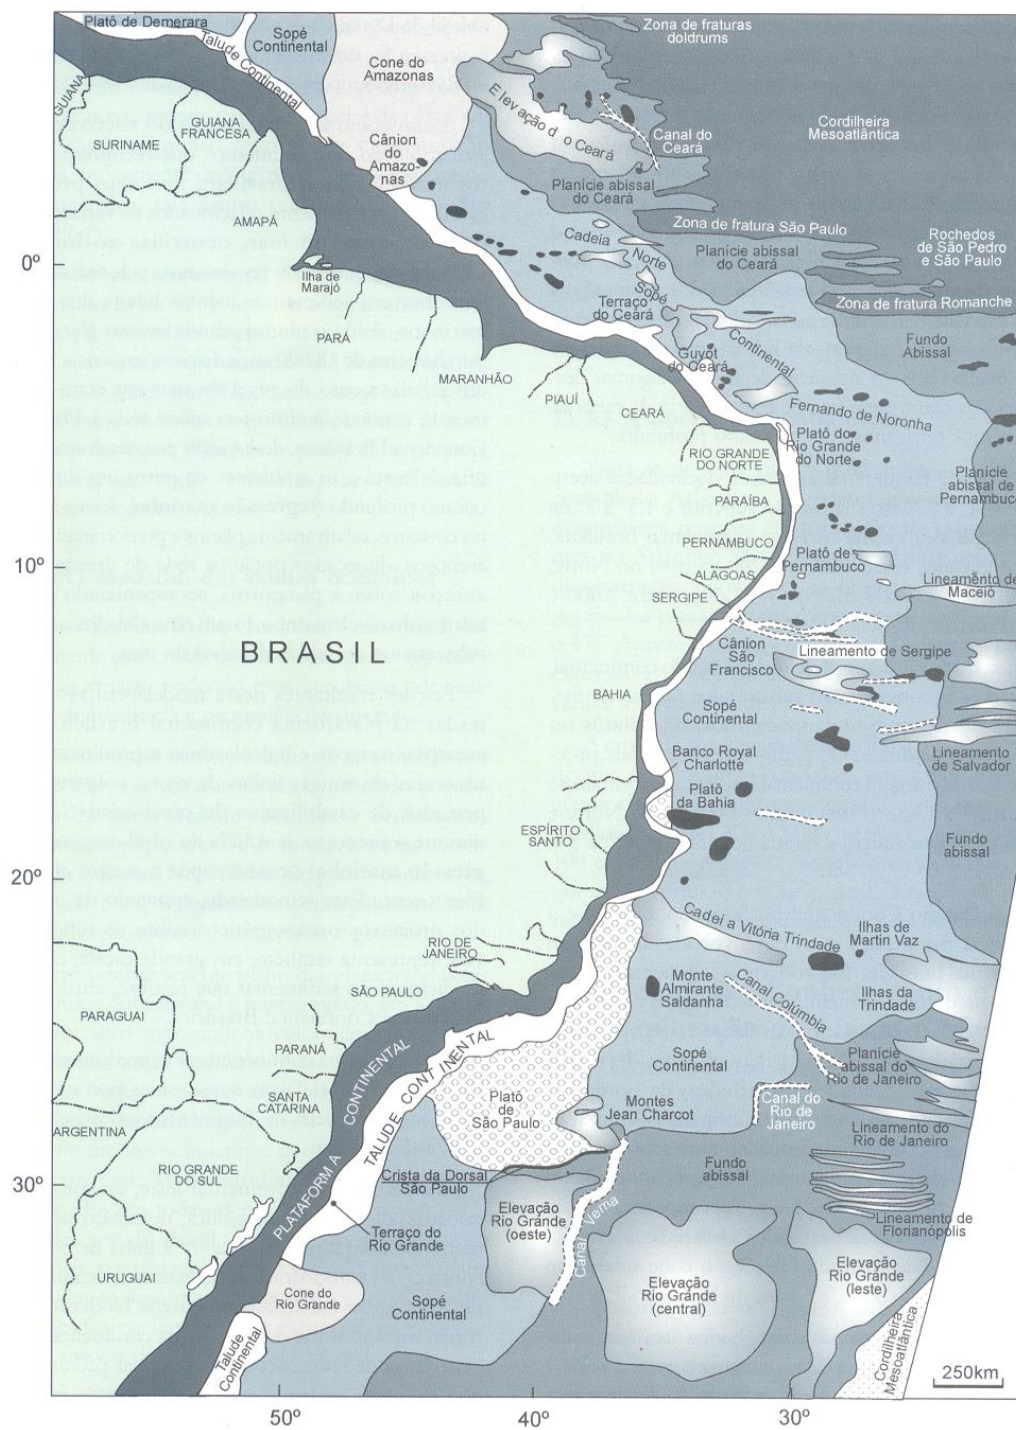 Platô de Demerara
Talude Continental
Sopé
Continental
Cone do
Amazonas
Zona de fraturas
doldrums
GUIANA
SURINAME
GUIANA
FRANCESA
Cânion
do
Amazo-
nas
Elevação do Ceará
Canal do
Ceará
Cordilheira
Mesoatlântica
Planície abissal
do Ceará
AMAPÁ
Zona de fratura São Paulo
Cadeia
Norte
Planície abissal
do Ceará
Rochedos
de São Pedro
e São Paulo
0º
Ilha de
Marajó
Sopé
Terraço
do Ceará
Zona de fratura Romanche
PARÁ
Continental
Guyot
do Ceará
Fundo
Abissal
MARANHÃO
PIAUÍ
CEARÁ
Fernando de Noronha
RIO GRANDE
DO NORTE
Platô do
Rio Grande
do Norte
Planície
abissal de
Pernambuco
PARAÍBA
PERNAMBUCO
10º
Platô de
Pernambuco
ALAGOAS
Lineamento de
Maceió
SERGIPE
BRASIL
Cânion
São
Francisco
Lineamento de Sergipe
BAHIA
Sopé
Continental
Banco Royal
Charlotte
Lineamento
de Salvador
Platô
da Bahia
ESPÍRITO
SANTO
Fundo
abissal
20º
Cadeia Vitória Trindade
Ilhas de
Martin Vaz
RIO DE
JANEIRO
Monte
Almirante
Saldanha
Canal Columbia
Ilhas da
Trindade
SÃO PAULO
PARAGUAI
PARANÁ
Sopé
Continental
Planície
abissal do
Rio de Janeiro
SANTA
CATARINA
PLATAFORMA CONTINENTAL
TALUDE CONTINENTAL
Platô
de
São Paulo
Montes
Jean Charcot
Canal do
Rio de
Janeiro
ARGENTINA
Lineamento do
Rio de Janeiro
RIO GRANDE
DO SUL
Crista da Dorsal
São Paulo
Fundo
abissal
30º
Terraço do
Rio Grande
Elevação
Rio Grande
(oeste)
Canal Vema
Lineamento de
Florianópolis
URUGUAI
Cone do
Rio Grande
Sopé
Continental
Elevação
Rio Grande
(central)
Elevação
Rio Grande
(leste)
Talude
Continental
Cordilheira
Mesoatlântica
250km
50º
40º
30º